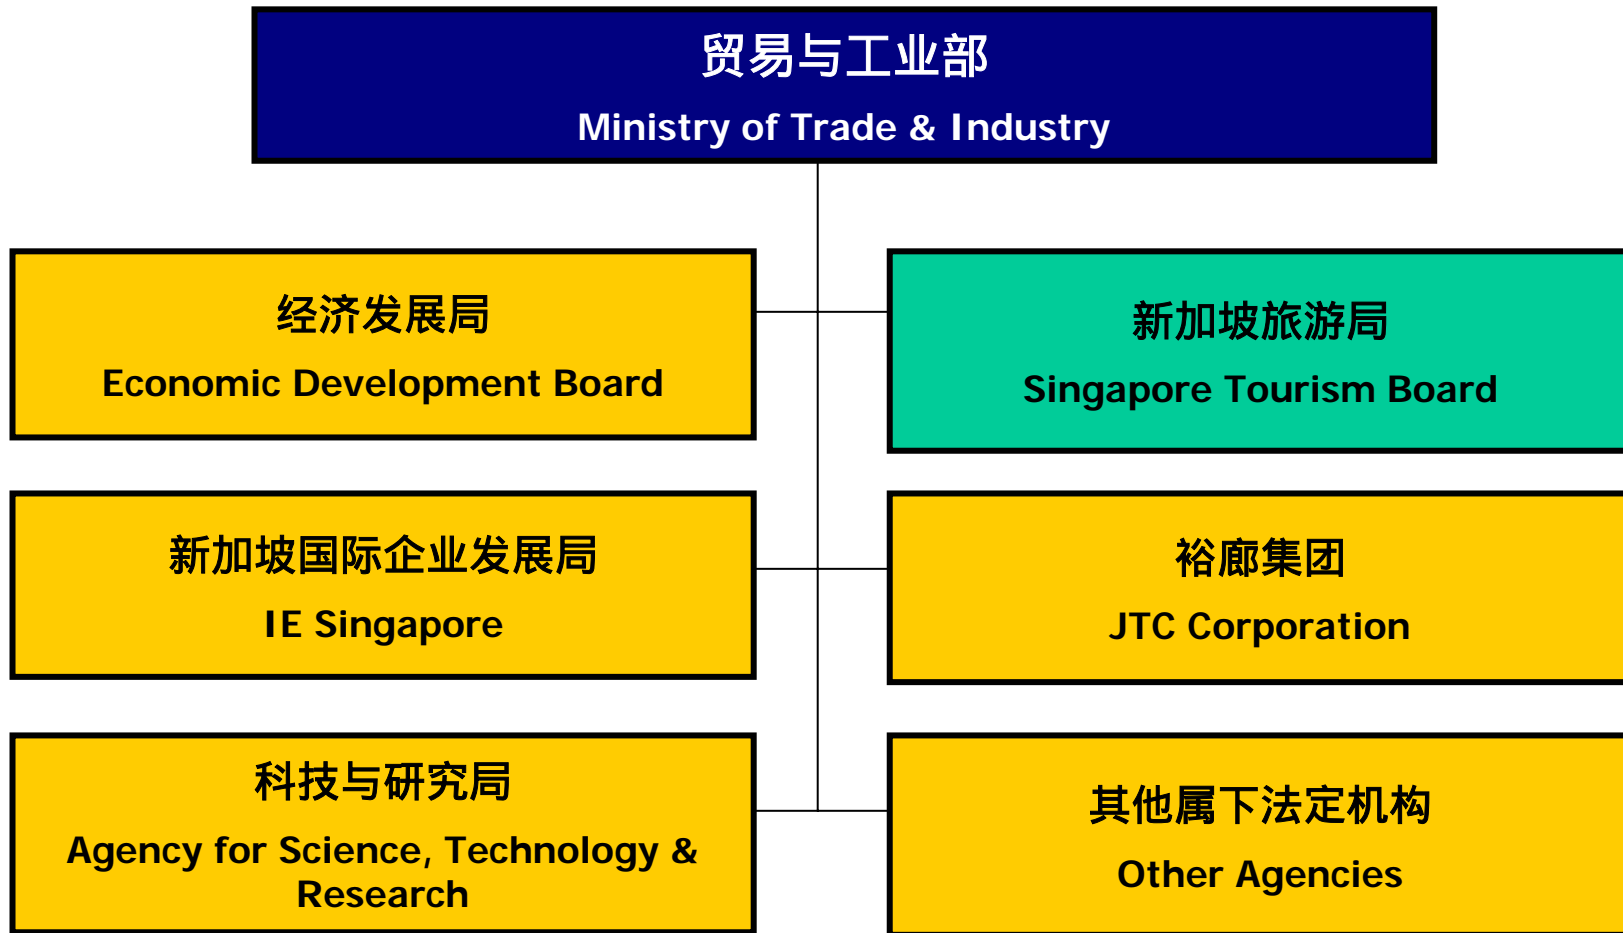 贸易与工业部
Ministry of Trade & Industry
经济发展局
Economic Development Board
新加坡旅游局
Singapore Tourism Board
新加坡国际企业发展局
IE Singapore
裕廊集团
JTC Corporation
科技与研究局
Agency for Science, Technology &
Research
其他属下法定机构
Other Agencies